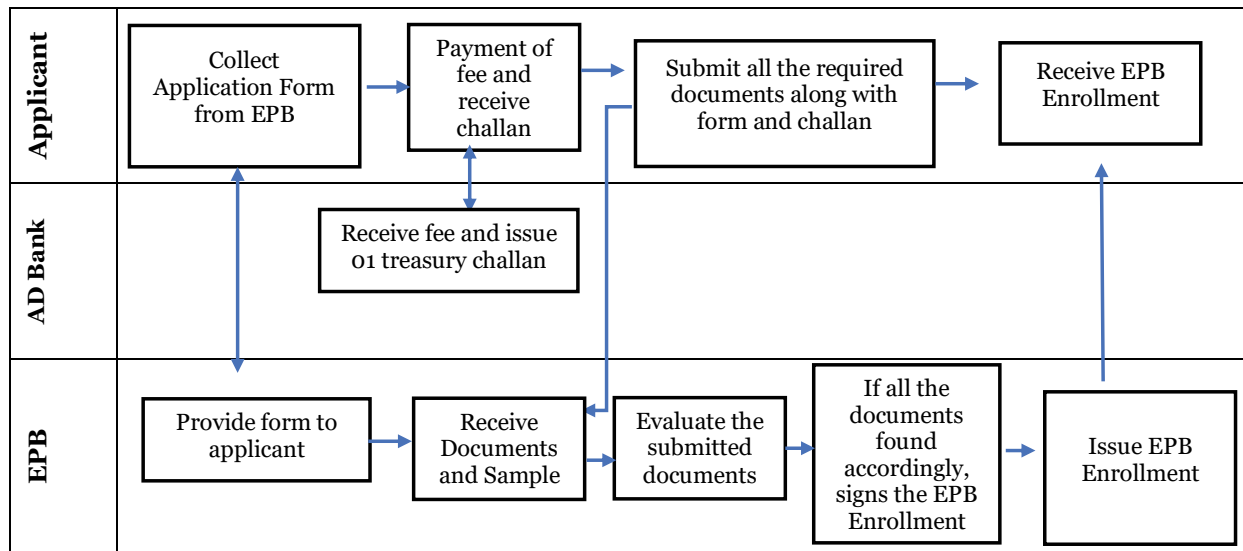 Applicant
Collect
Application Form
from EPB
Payment of
fee and
receive
challan
Submit all the required
documents along with
form and challan
Receive EPB
Enrollment
AD Bank
Receive fee and issue
01 treasury challan
EPB
Provide form to
applicant
Receive
Documents
and Sample
Evaluate the
submitted
documents
If all the
documents
found
accordingly,
signs the EPB
Enrollment
Issue EPB
Enrollment